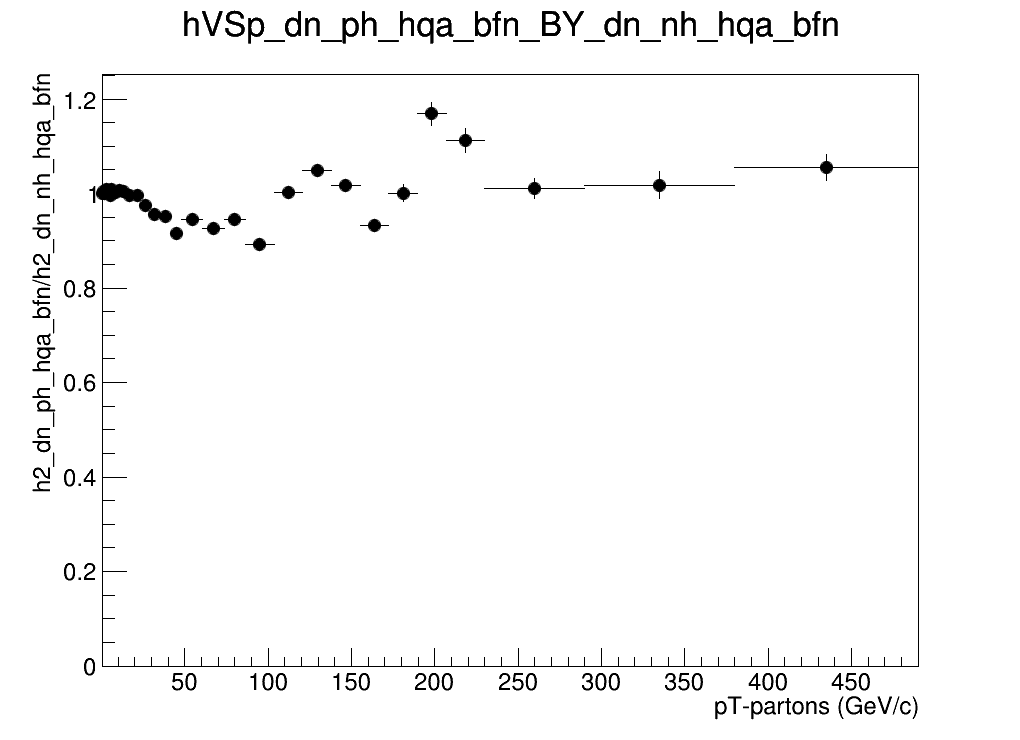 hVSp_dn_ph_hqa_bfn_BY_dn_nh_hqa_bfn
h2_dn_ph_hqa_bfn/h2_dn_nh_hqa_bfn
1.2
1
0.8
0.6
0.4
0.2
0
50 100 150 200 250 300 350 400 450
pT-partons (GeV/c)